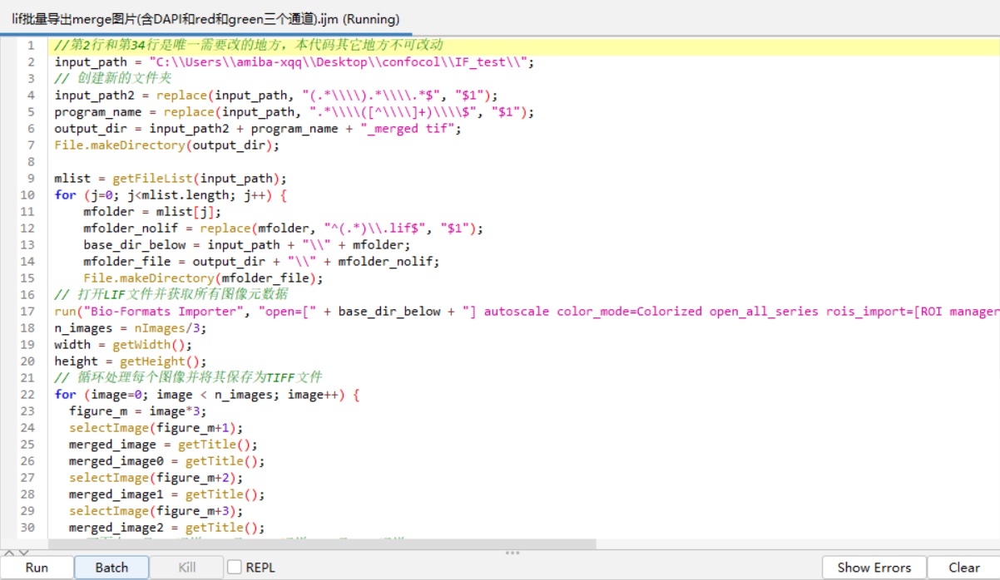 lif批量导出merge图片(含DAPI和red和green三个通道).ijm (Running)
1 //第2行和第34行是唯一需要改的地方，本代码其它地方不可改动
2 input_path = "C:\\Users\\amiba-xqq\\Desktop\\confocol\\IF_test\\";
3 // 创建新的文件夹
4 input_path2 = replace(input_path, "(.*\\\\).*\\\\.*$", "$1");
5 program_name = replace(input_path, ".*\\\\([^\\\\]+)\\\\$", "$1");
6 output_dir = input_path2 + program_name + "_merged tif";
7 File.makeDirectory(output_dir);
8
9 mlist = getFileList(input_path);
10 for (j=0; j<mlist.length; j++) {
11 mfolder = mlist[j];
12 mfolder_nolif = replace(mfolder, "^(.*)\\.lif$", "$1");
13 base_dir_below = input_path + "\\" + mfolder;
14 mfolder_file = output_dir + "\\" + mfolder_nolif;
15 File.makeDirectory(mfolder_file);
16 // 打开LIF文件并获取所有图像元数据
17 run("Bio-Formats Importer", "open=[" + base_dir_below + "] autoscale color_mode=Colorized open_all_series rois_import=[ROI manager
18 n_images = nImages/3;
19 width = getWidth();
20 height = getHeight();
21 // 循环处理每个图像并将其保存为TIFF文件
22 for (image=0; image < n_images; image++) {
23 figure_m = image*3;
24 selectImage(figure_m+1);
25 merged_image = getTitle();
26 merged_image0 = getTitle();
27 selectImage(figure_m+2);
28 merged_image1 = getTitle();
29 selectImage(figure_m+3);
30 merged_image2 = getTitle();
Run Batch Kill REPL Show Errors Clear